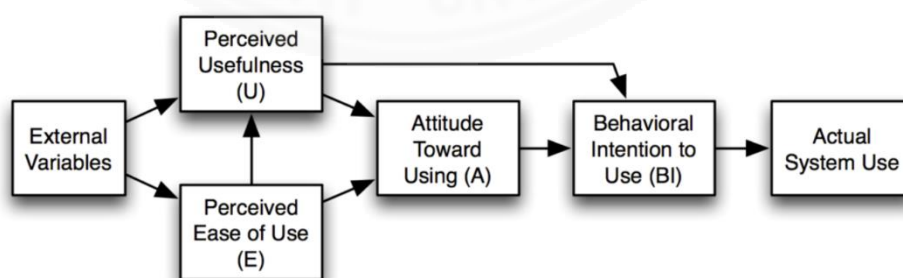 Perceived
Usefulness
(U)
External
Variables
Perceived
Ease of Use
(E)
Attitude
Toward
Using (A)
Behavioral
Intention to
Use (BI)
Actual
System Use